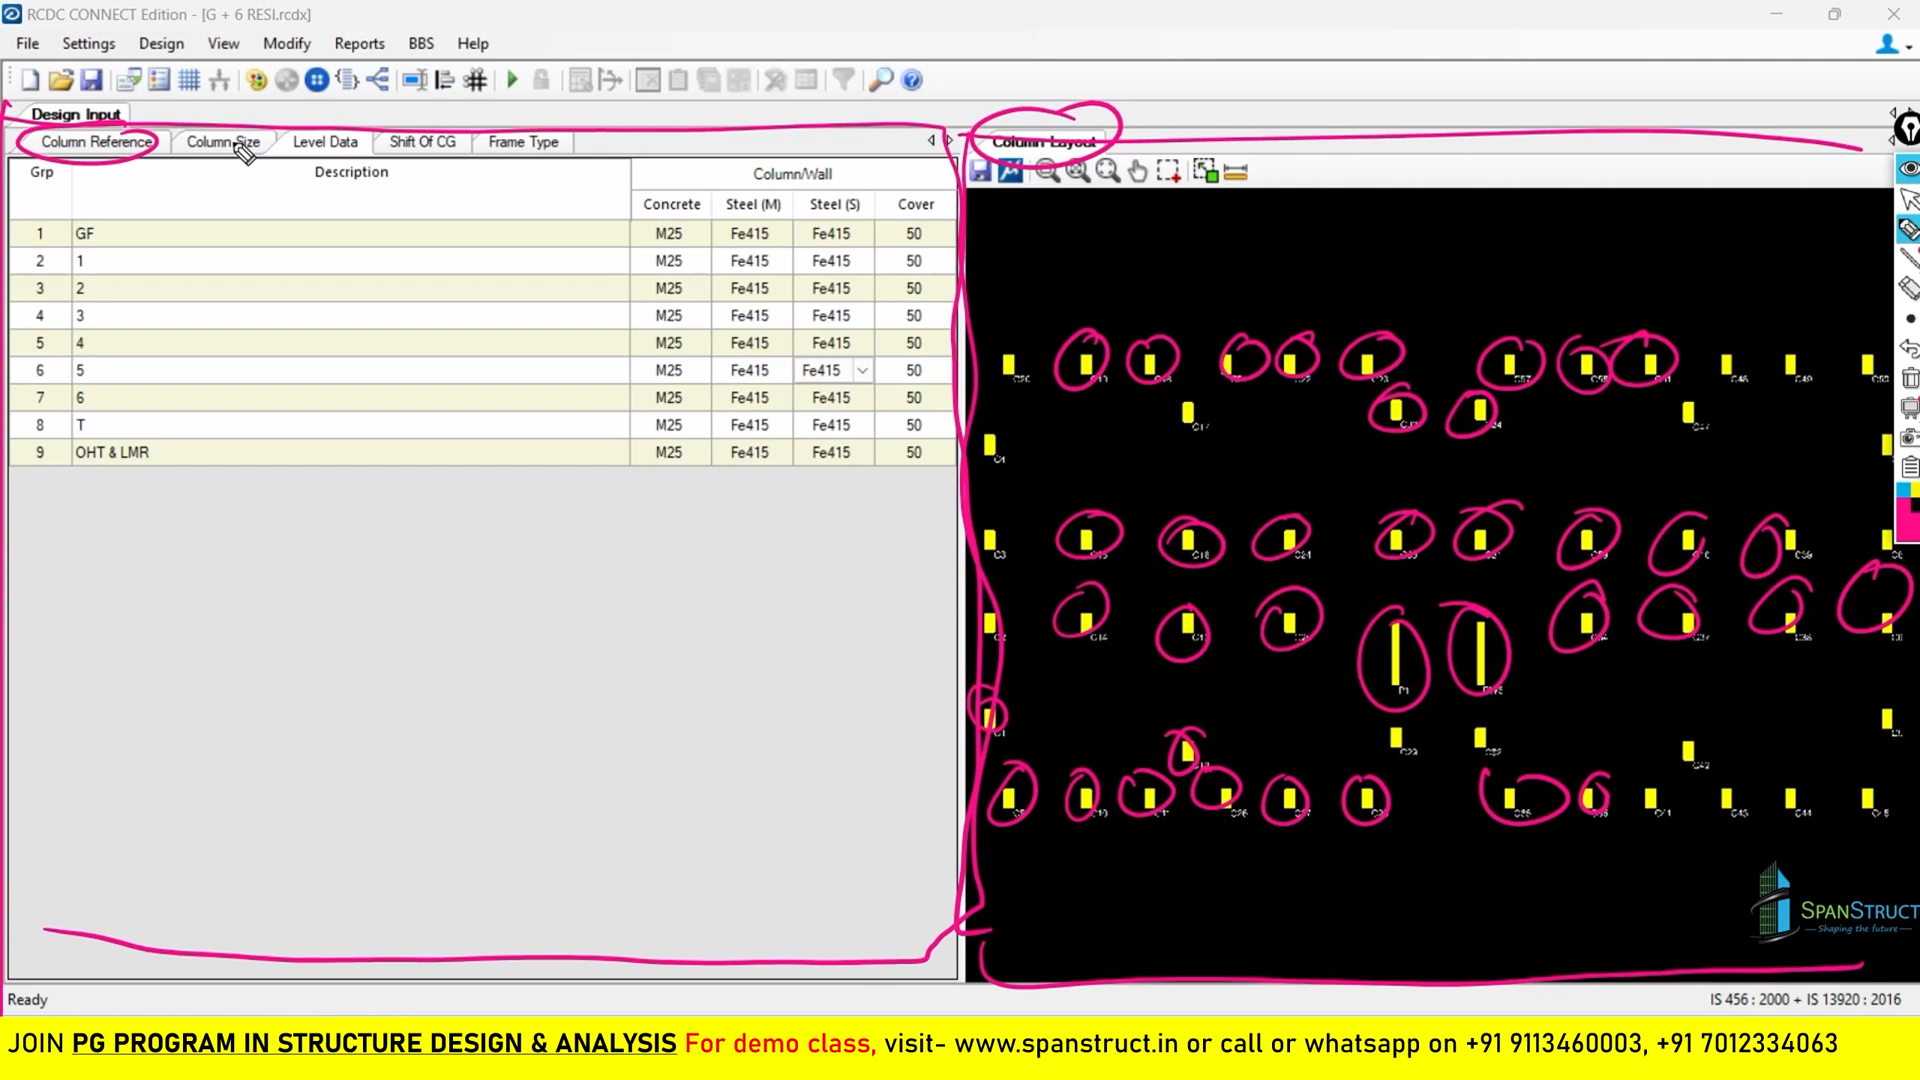 RCDC CONNECT Edition - [G + 6 RESI.rcdx]
File Settings Design View Modify Reports BBS Help
Design Input
Column Reference Column Size Level Data Shift Of CG Frame Type
Column Layout
Grp Description Column/Wall
Concrete Steel (M) Steel (S) Cover
1 GF M25 Fe415 Fe415 50
2 1 M25 Fe415 Fe415 50
3 2 M25 Fe415 Fe415 50
4 3 M25 Fe415 Fe415 50
5 4 M25 Fe415 Fe415 50
6 5 M25 Fe415 Fe415 50
7 6 M25 Fe415 Fe415 50
8 T M25 Fe415 Fe415 50
9 OHT & LMR M25 Fe415 Fe415 50
SPANSTRUCT
Shaping the future
Ready
IS 456 : 2000 + IS 13920 : 2016
JOIN PG PROGRAM IN STRUCTURE DESIGN & ANALYSIS For demo class, visit- www.spanstruct.in or call or whatsapp on +91 9113460003, +91 7012334063